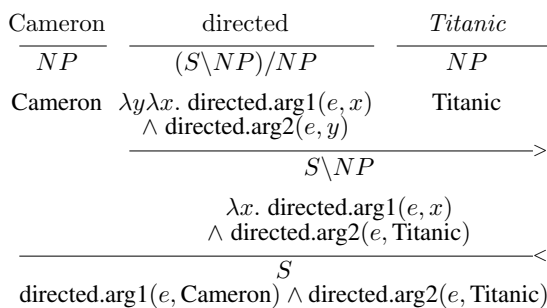 Cameron directed Titanic
NP (S\NP)/NP NP
Cameron λyλx. directed.arg1(e, x) Titanic
∧ directed.arg2(e, y)
>
S\NP
λx. directed.arg1(e, x)
∧ directed.arg2(e, Titanic)
<
S
directed.arg1(e, Cameron) ∧ directed.arg2(e, Titanic)